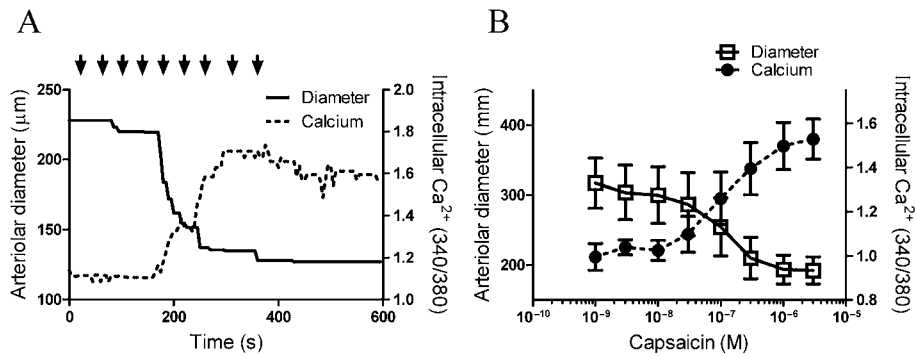 A
250
200
150
100
Arteriolar diameter (μm)
Diameter
Calcium
2.0
1.8
1.6
1.4
1.2
1.0
Intracellular Ca2+ (340/380)
0
200
400
600
Time (s)
B
Diameter
Calcium
400
300
200
Arteriolar diameter (mm)
1.6
1.4
1.2
1.0
0.8
Intracellular Ca2+ (340/380)
10⁻¹⁰
10⁻⁹
10⁻⁸
10⁻⁷
10⁻⁶
10⁻⁵
Capsaicin (M)